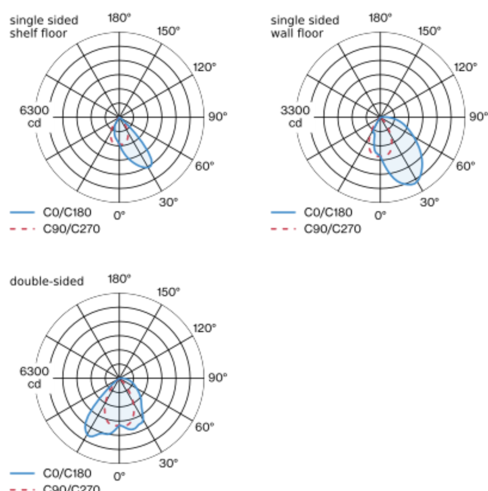 single sided
shelf floor
180°
150°
120°
6300
cd
90°
60°
30°
0°
C0/C180
C90/C270
single sided
wall floor
180°
150°
120°
3300
cd
90°
60°
30°
0°
C0/C180
C90/C270
double-sided
180°
150°
120°
6300
cd
90°
60°
30°
0°
C0/C180
C90/C270